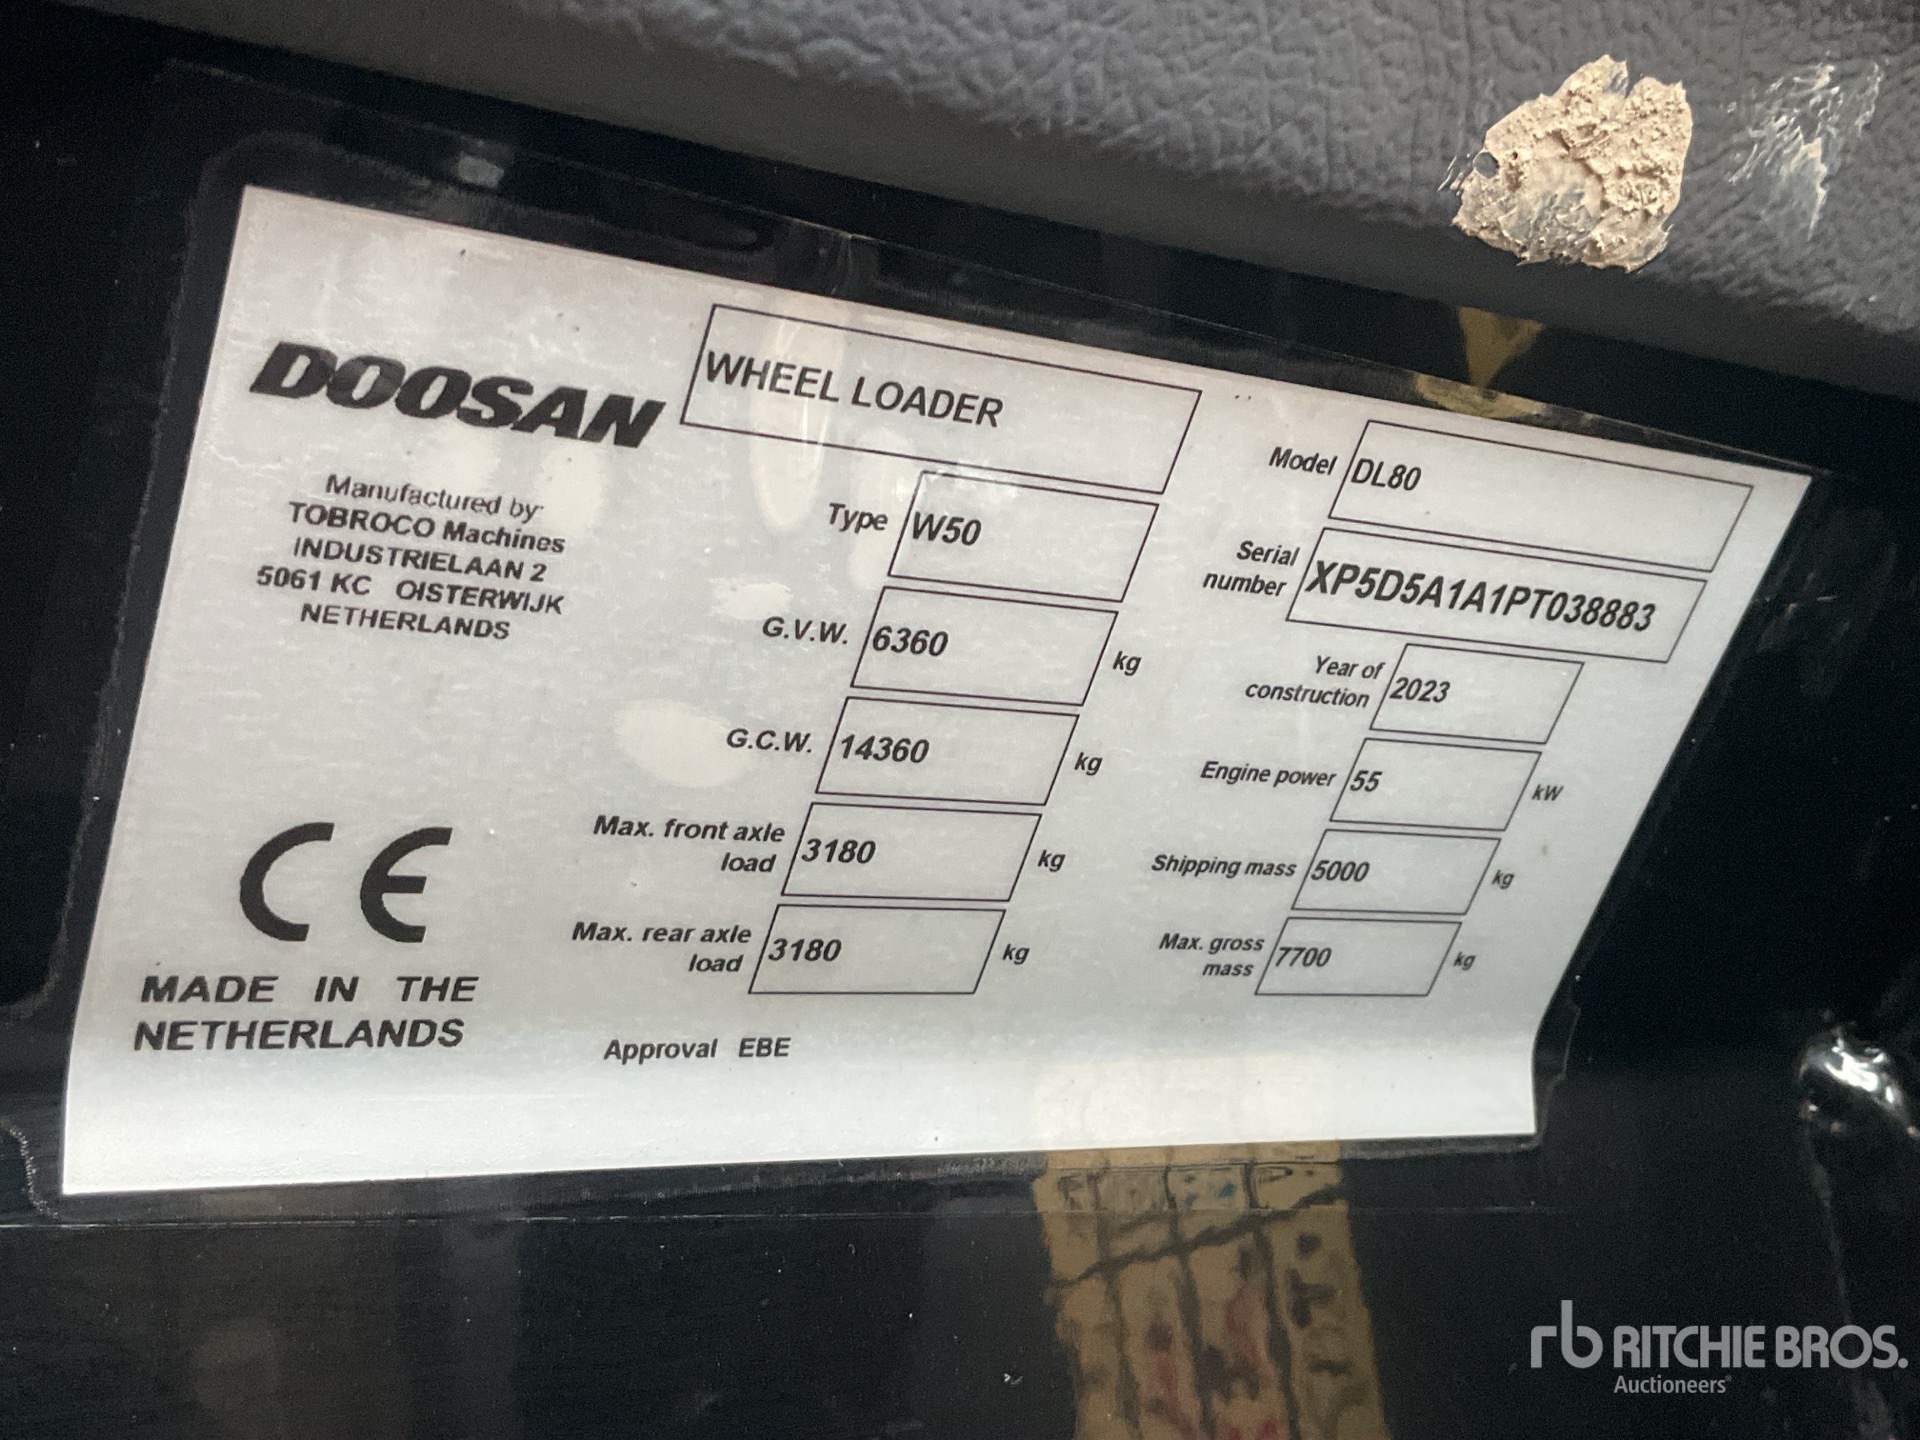 DOOSAN
WHEEL LOADER
Manufactured by:
TOBROCO Machines
INDUSTRIELAAN 2
5061 KC OISTERWIJK
NETHERLANDS
Type W50
G.V.W. 6360 kg
G.C.W. 14360 kg
Max. front axle
load 3180 kg
Max. rear axle
load 3180 kg
Model DL80
Serial
number XP5D5A1A1PT038883
Year of
construction 2023
Engine power 55 kW
Shipping mass 5000 kg
Max. gross
mass 7700 kg
CE
MADE IN THE
NETHERLANDS
Approval EBE
rb RITCHIE BROS.
Auctioneers